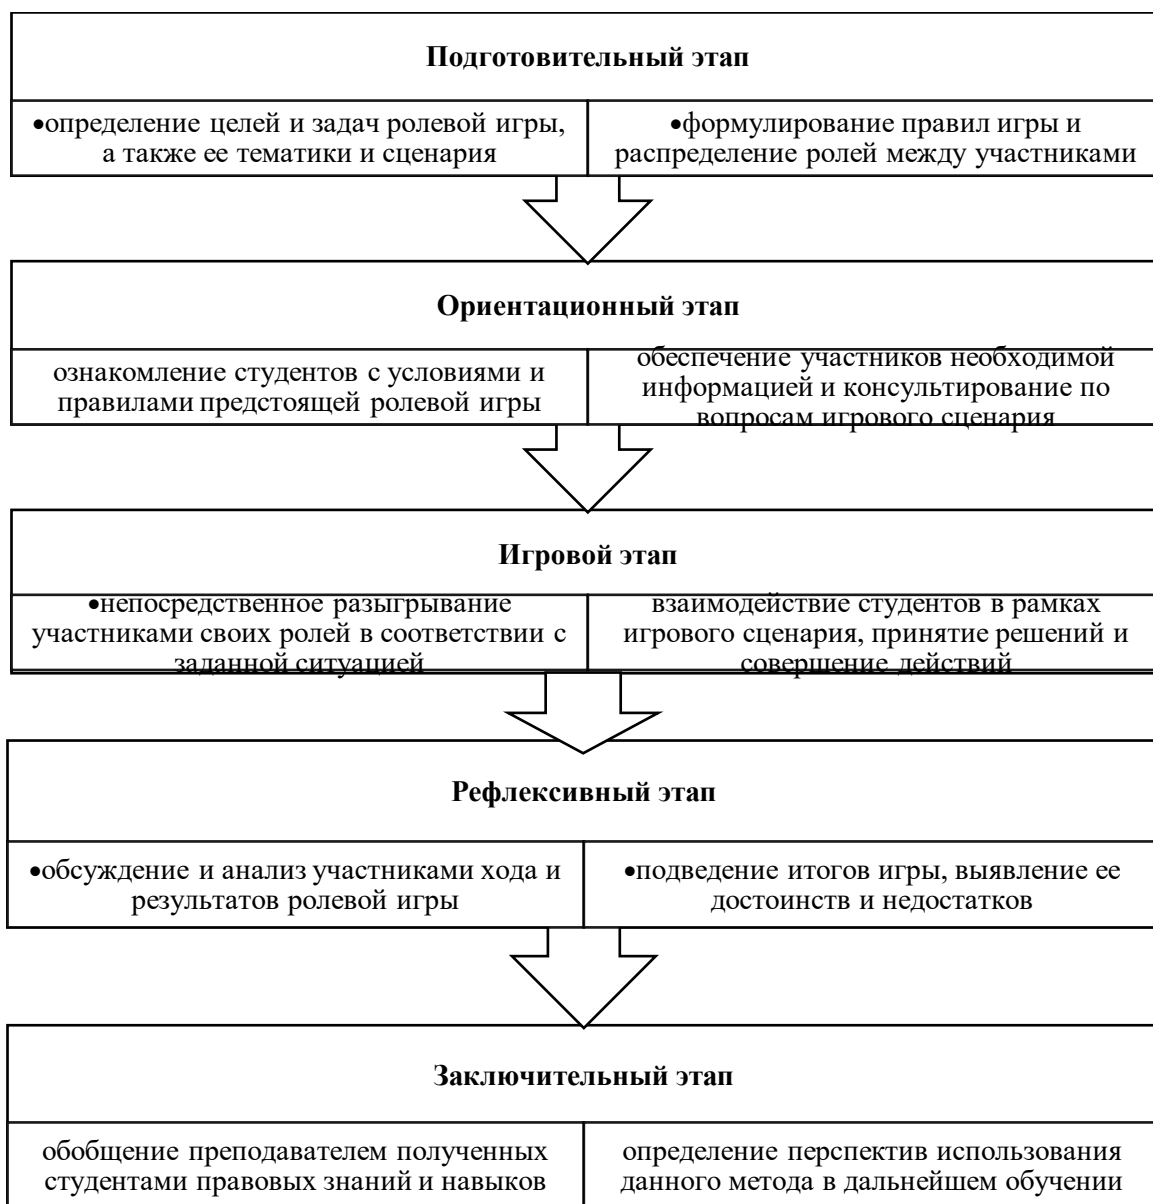 Подготовительный этап
•определение целей и задач ролевой игры,
а также ее тематики и сценария
•формулирование правил игры и
распределение ролей между участниками
Ориентационный этап
ознакомление студентов с условиями и
правилами предстоящей ролевой игры
обеспечение участников необходимой
информацией и консультирование по
вопросам игрового сценария
Игровой этап
•непосредственное разыгрывание
участниками своих ролей в соответствии с
заданной ситуацией
взаимодействие студентов в рамках
игрового сценария, принятие решений и
совершение действий
Рефлексивный этап
•обсуждение и анализ участниками хода и
результатов ролевой игры
•подведение итогов игры, выявление ее
достоинств и недостатков
Заключительный этап
обобщение преподавателем полученных
студентами правовых знаний и навыков
определение перспектив использования
данного метода в дальнейшем обучении